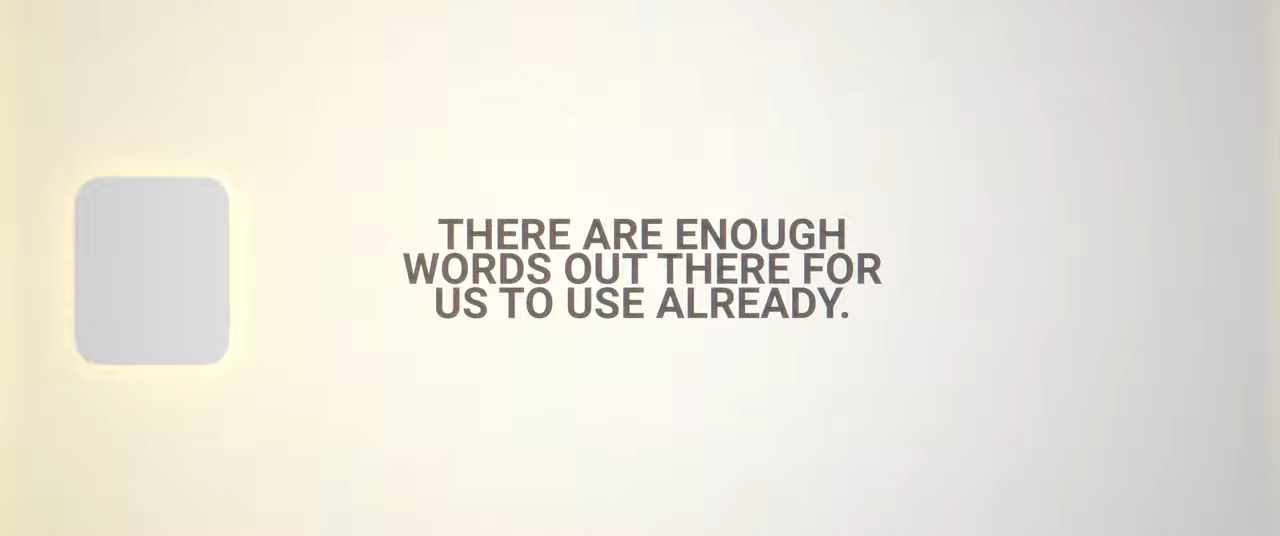 THERE ARE ENOUGH
WORDS OUT THERE FOR
US TO USE ALREADY.